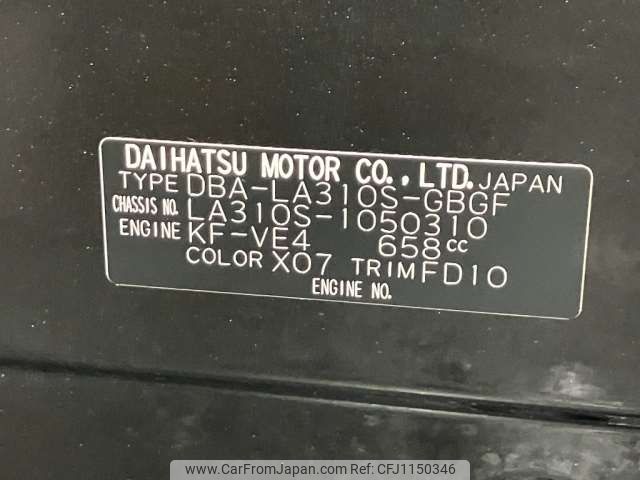 DAIHATSU MOTOR CO., LTD. JAPAN
TYPE DBA-LA310S-GBGF
CHASSIS NO. LA310S-1050310
ENGINE KF-VE4 658cc
COLOR X07 TRIM FD10
ENGINE NO.
www.CarFromJapan.com | CFJ1150346